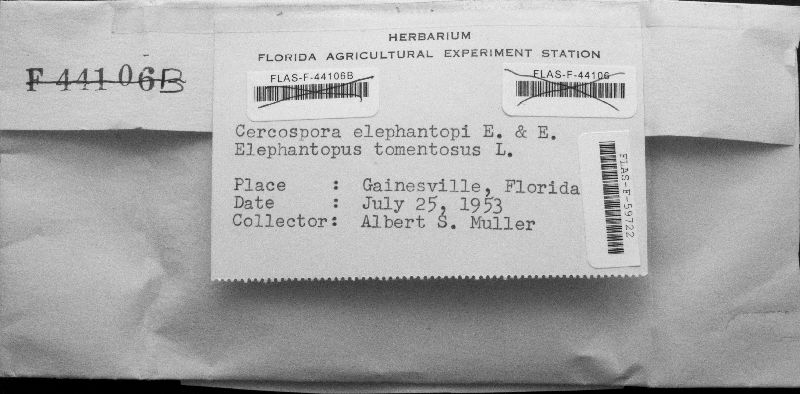 HERBARIUM
FLORIDA AGRICULTURAL EXPERIMENT STATION
F 44106B
FLAS-F-44106B
FLAS-F-44106
Cercospora elephantopi E. & E.
Elephantopus tomentosus L.
Place : Gainesville, Florida
Date : July 25, 1953
Collector: Albert S. Muller
FLAS-F-59722